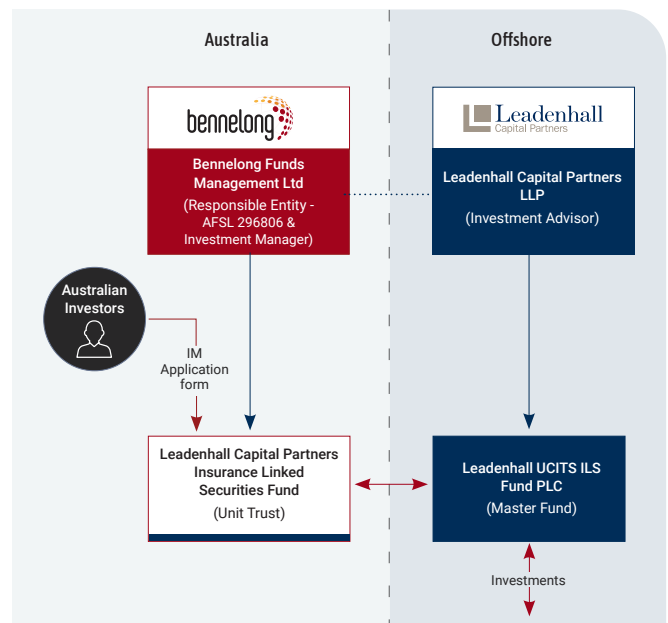 Australia
Offshore
bennelong
Leadenhall
Capital Partners
Bennelong Funds
Management Ltd
(Responsible Entity -
AFSL 296806 &
Investment Manager)
Leadenhall Capital Partners
LLP
(Investment Advisor)
Australian
Investors
IM
Application
form
Leadenhall Capital Partners
Insurance Linked
Securities Fund
(Unit Trust)
Leadenhall UCITS ILS
Fund PLC
(Master Fund)
Investments